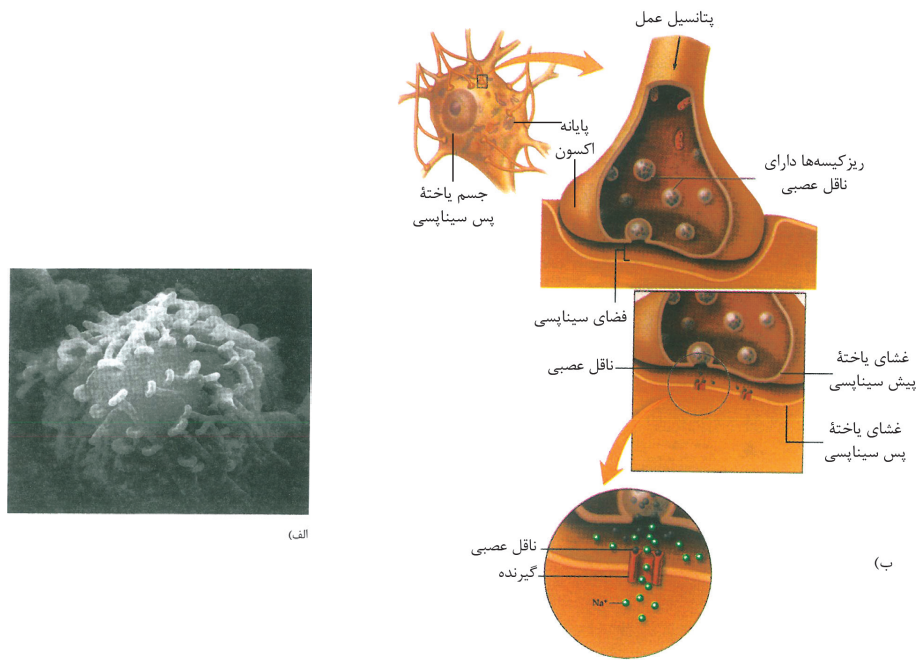 پتانسیل عمل
پایانه
اکسون
ریزکیسه‌ها دارای
ناقل عصبی
جسم یاختهٔ
پس سیناپسی
فضای سیناپسی
ناقل عصبی
غشای یاختهٔ
پیش سیناپسی
غشای یاختهٔ
پس سیناپسی
الف)
ناقل عصبی
گیرنده
ب)
Na⁺